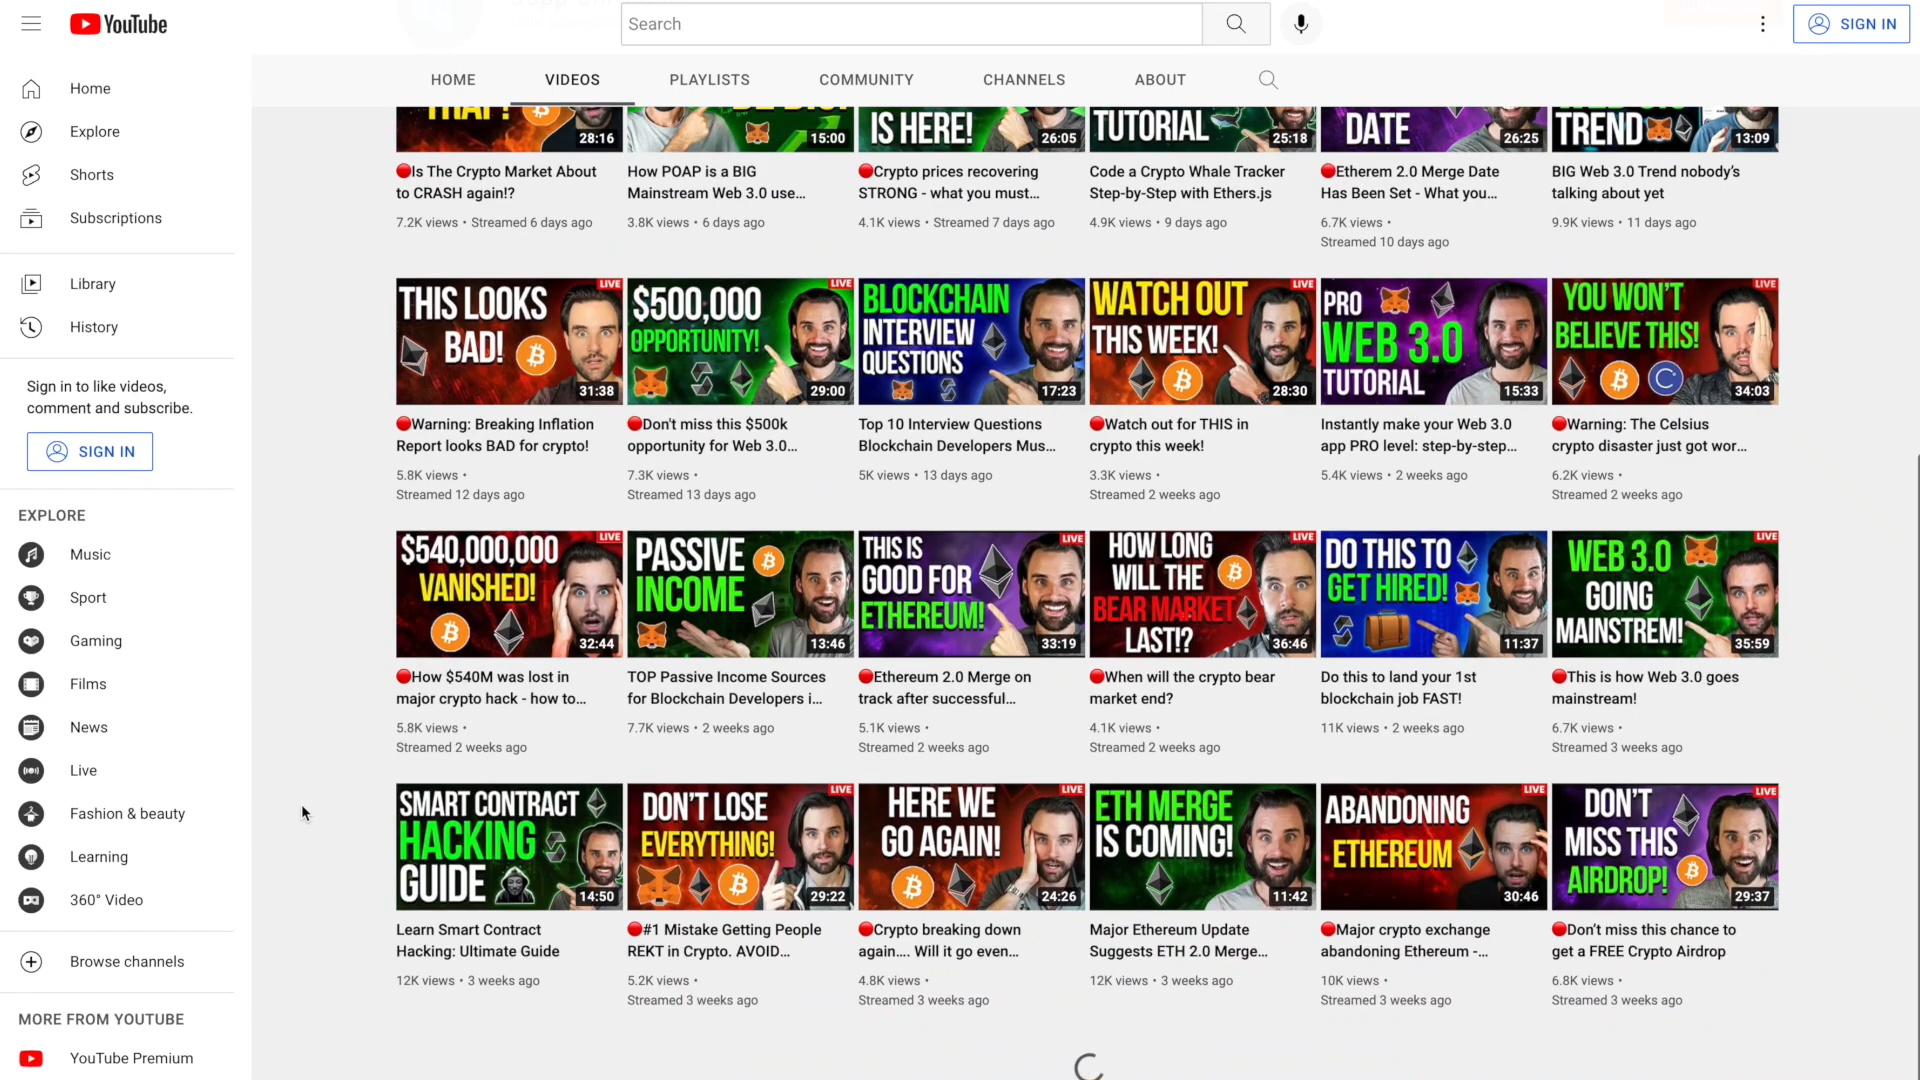 YouTube
Search
SIGN IN
HOME
VIDEOS
PLAYLISTS
COMMUNITY
CHANNELS
ABOUT
Home
Explore
Shorts
Subscriptions
Library
History
Sign in to like videos,
comment and subscribe.
SIGN IN
EXPLORE
Music
Sport
Gaming
Films
News
Live
Fashion & beauty
Learning
360° Video
Browse channels
MORE FROM YOUTUBE
YouTube Premium
28:16
🔴Is The Crypto Market About
to CRASH again!?
7.2K views • Streamed 6 days ago
15:00
How POAP is a BIG
Mainstream Web 3.0 use...
3.8K views • 6 days ago
IS HERE!
26:05
🔴Crypto prices recovering
STRONG - what you must...
4.1K views • Streamed 7 days ago
TUTORIAL
25:18
Code a Crypto Whale Tracker
Step-by-Step with Ethers.js
4.9K views • 9 days ago
DATE
26:25
🔴Etherem 2.0 Merge Date
Has Been Set - What you...
6.7K views •
Streamed 10 days ago
TREND
13:09
BIG Web 3.0 Trend nobody's
talking about yet
9.9K views • 11 days ago
THIS LOOKS
BAD!
LIVE
31:38
🔴Warning: Breaking Inflation
Report looks BAD for crypto!
5.8K views •
Streamed 12 days ago
$500,000
OPPORTUNITY!
LIVE
29:00
🔴Don't miss this $500k
opportunity for Web 3.0...
7.3K views •
Streamed 13 days ago
BLOCKCHAIN
INTERVIEW
QUESTIONS
17:23
Top 10 Interview Questions
Blockchain Developers Mus...
5K views • 13 days ago
WATCH OUT
THIS WEEK!
LIVE
28:30
🔴Watch out for THIS in
crypto this week!
3.3K views •
Streamed 2 weeks ago
PRO
WEB 3.0
TUTORIAL
15:33
Instantly make your Web 3.0
app PRO level: step-by-step...
5.4K views • 2 weeks ago
YOU WON'T
BELIEVE THIS!
LIVE
34:03
🔴Warning: The Celsius
crypto disaster just got wor...
6.2K views •
Streamed 2 weeks ago
$540,000,000
VANISHED!
LIVE
32:44
🔴How $540M was lost in
major crypto hack - how to...
5.8K views •
Streamed 2 weeks ago
PASSIVE
INCOME
13:46
TOP Passive Income Sources
for Blockchain Developers i...
7.7K views • 2 weeks ago
THIS IS
GOOD FOR
ETHEREUM!
LIVE
33:19
🔴Ethereum 2.0 Merge on
track after successful...
5.1K views •
Streamed 2 weeks ago
HOW LONG
WILL THE
BEAR MARKET
LAST!?
LIVE
36:46
🔴When will the crypto bear
market end?
4.1K views •
Streamed 2 weeks ago
DO THIS TO
GET HIRED!
11:37
Do this to land your 1st
blockchain job FAST!
11K views • 2 weeks ago
WEB 3.0
GOING
MAINSTREM!
LIVE
35:59
🔴This is how Web 3.0 goes
mainstream!
6.7K views •
Streamed 3 weeks ago
SMART CONTRACT
HACKING
GUIDE
14:50
Learn Smart Contract
Hacking: Ultimate Guide
12K views • 3 weeks ago
DON'T LOSE
EVERYTHING!
LIVE
29:22
🔴#1 Mistake Getting People
REKT in Crypto. AVOID...
5.2K views •
Streamed 3 weeks ago
HERE WE
GO AGAIN!
LIVE
24:26
🔴Crypto breaking down
again.... Will it go even...
4.8K views •
Streamed 3 weeks ago
ETH MERGE
IS COMING!
11:42
Major Ethereum Update
Suggests ETH 2.0 Merge...
12K views • 3 weeks ago
ABANDONING
ETHEREUM
LIVE
30:46
🔴Major crypto exchange
abandoning Ethereum -...
10K views •
Streamed 3 weeks ago
DON'T
MISS THIS
AIRDROP!
LIVE
29:37
🔴Don't miss this chance to
get a FREE Crypto Airdrop
6.8K views •
Streamed 3 weeks ago